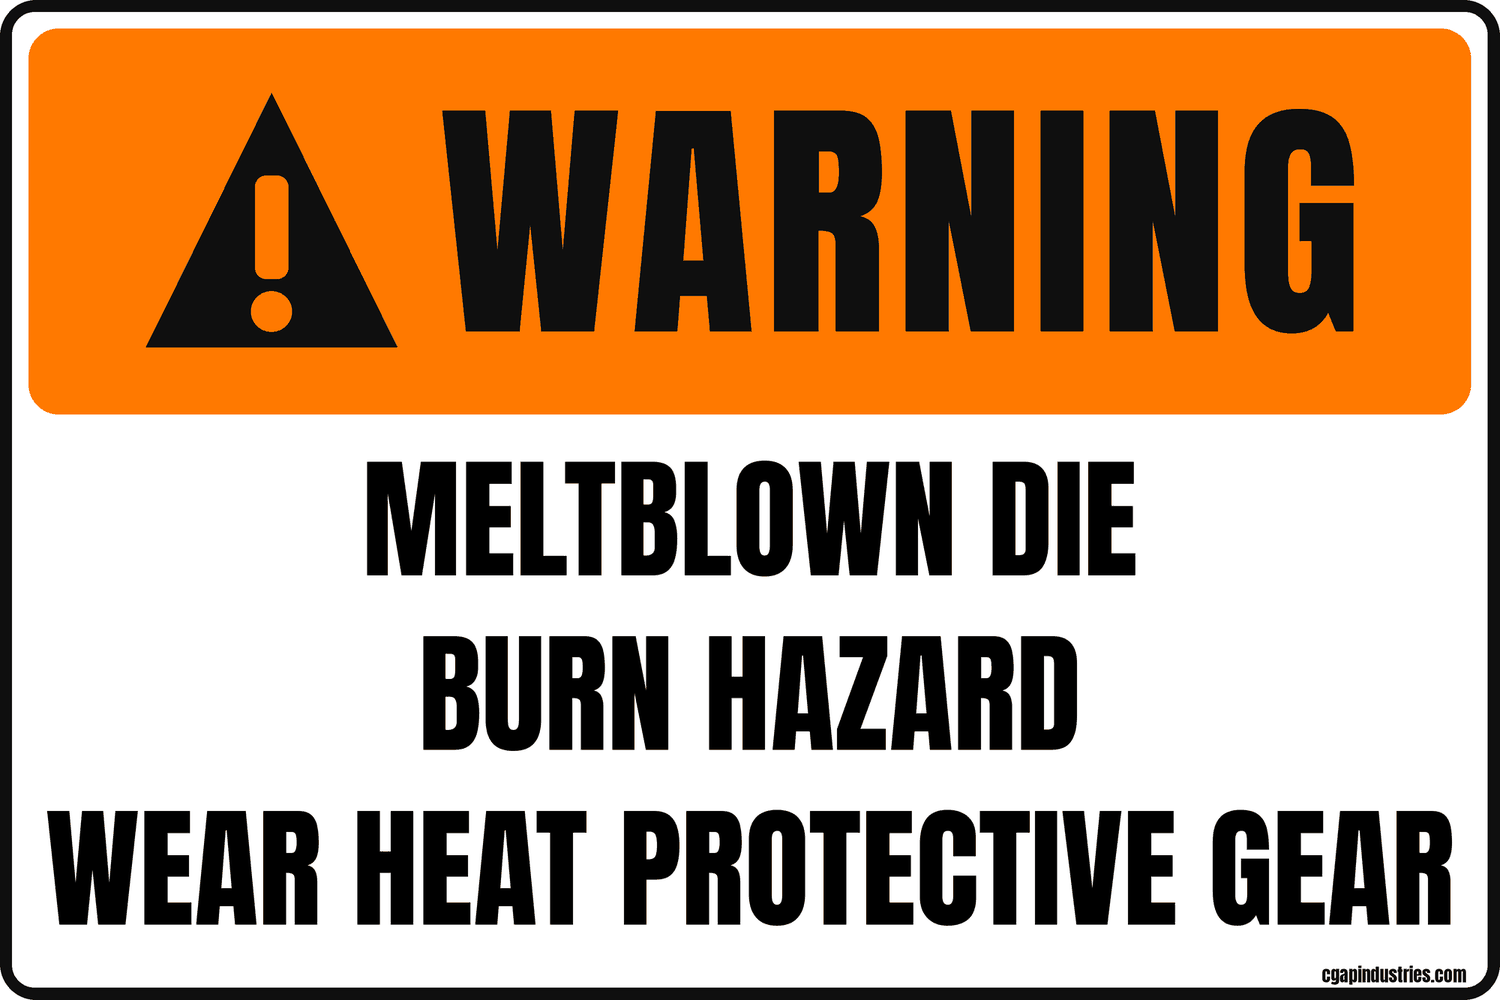 WARNING
MELTBLOWN DIE
BURN HAZARD
WEAR HEAT PROTECTIVE GEAR
cgapindustries.com